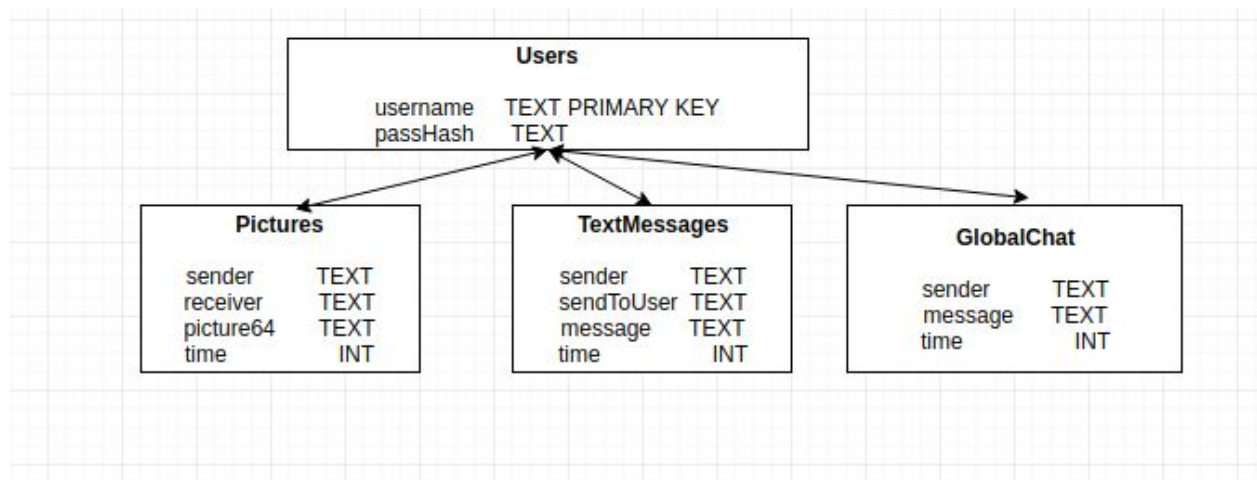 Users
username TEXT PRIMARY KEY
passHash TEXT
Pictures
sender TEXT
receiver TEXT
picture64 TEXT
time INT
TextMessages
sender TEXT
sendToUser TEXT
message TEXT
time INT
GlobalChat
sender TEXT
message TEXT
time INT